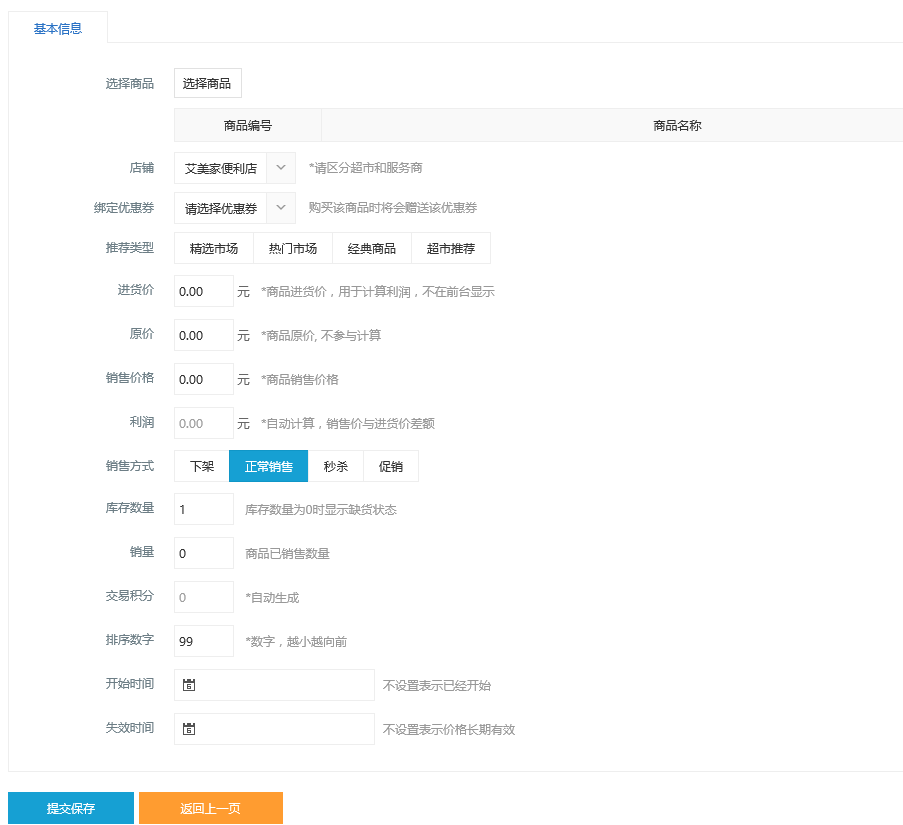 基本信息
选择商品 选择商品
商品编号 商品名称
店铺 艾美家便利店 *请区分超市和服务商
绑定优惠券 请选择优惠券 购买该商品时将会赠送该优惠券
推荐类型 精选市场 热门市场 经典商品 超市推荐
进货价 0.00 元 *商品进货价，用于计算利润，不在前台显示
原价 0.00 元 *商品原价, 不参与计算
销售价格 0.00 元 *商品销售价格
利润 0.00 元 *自动计算，销售价与进货价差额
销售方式 下架 正常销售 秒杀 促销
库存数量 1 库存数量为0时显示缺货状态
销量 0 商品已销售数量
交易积分 0 *自动生成
排序数字 99 *数字，越小越向前
开始时间 不设置表示已经开始
失效时间 不设置表示价格长期有效
提交保存 返回上一页